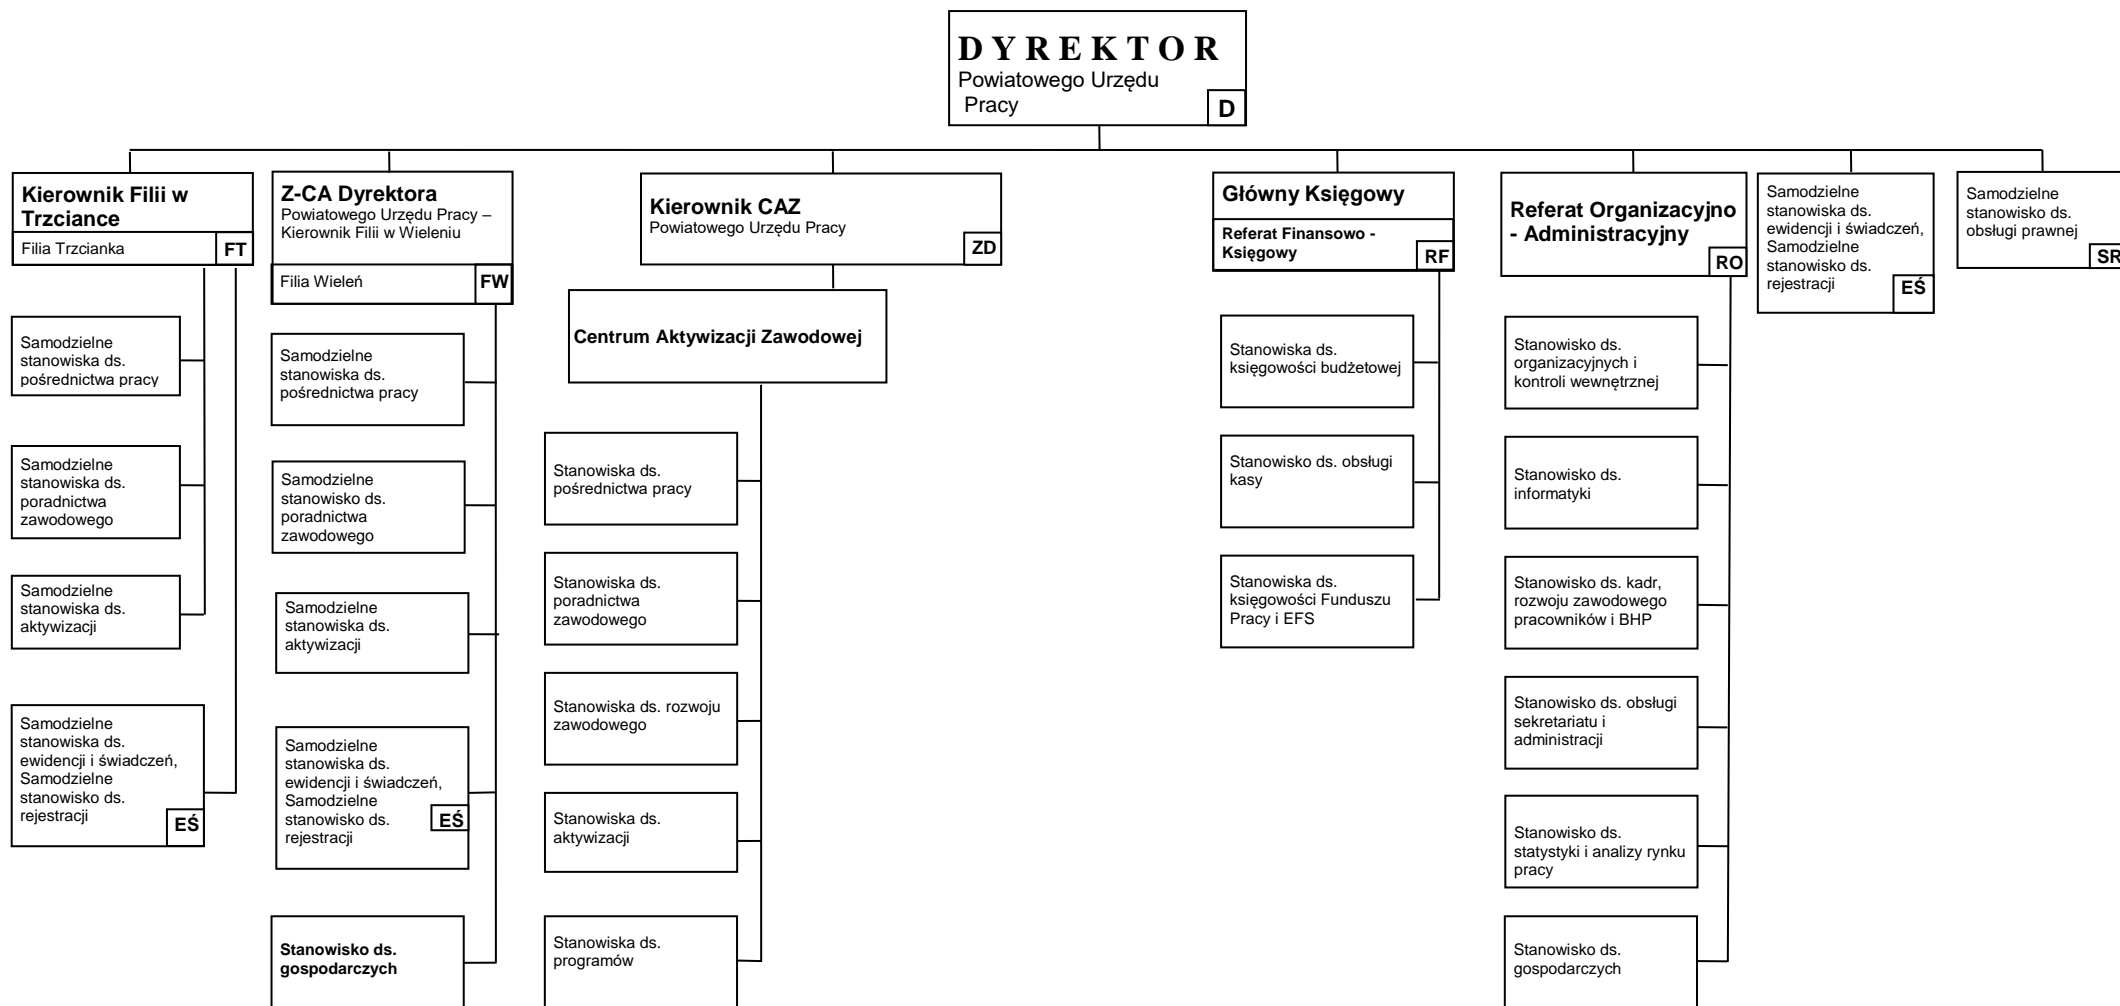 D Y R E K T O R
Powiatowego Urzędu
Pracy
D
Kierownik Filii w
Trzciance
Filia Trzcianka
FT
Samodzielne
stanowiska ds.
pośrednictwa pracy
Samodzielne
stanowiska ds.
poradnictwa
zawodowego
Samodzielne
stanowiska ds.
aktywizacji
Samodzielne
stanowiska ds.
ewidencji i świadczeń,
Samodzielne
stanowisko ds.
rejestracji
EŚ
Z-CA Dyrektora
Powiatowego Urzędu Pracy –
Kierownik Filii w Wieleniu
Filia Wieleń
FW
Samodzielne
stanowiska ds.
pośrednictwa pracy
Samodzielne
stanowisko ds.
poradnictwa
zawodowego
Samodzielne
stanowiska ds.
aktywizacji
Samodzielne
stanowiska ds.
ewidencji i świadczeń,
Samodzielne
stanowisko ds.
rejestracji
EŚ
Stanowisko ds.
gospodarczych
Kierownik CAZ
Powiatowego Urzędu Pracy
ZD
Centrum Aktywizacji Zawodowej
Stanowiska ds.
pośrednictwa pracy
Stanowiska ds.
poradnictwa
zawodowego
Stanowiska ds. rozwoju
zawodowego
Stanowiska ds.
aktywizacji
Stanowiska ds.
programów
Główny Księgowy
Referat Finansowo -
Księgowy
RF
Stanowiska ds.
księgowości budżetowej
Stanowisko ds. obsługi
kasy
Stanowiska ds.
księgowości Funduszu
Pracy i EFS
Referat Organizacyjno
- Administracyjny
RO
Stanowisko ds.
organizacyjnych i
kontroli wewnętrznej
Stanowisko ds.
informatyki
Stanowisko ds. kadr,
rozwoju zawodowego
pracowników i BHP
Stanowisko ds. obsługi
sekretariatu i
administracji
Stanowisko ds.
statystyki i analizy rynku
pracy
Stanowisko ds.
gospodarczych
Samodzielne
stanowiska ds.
ewidencji i świadczeń,
Samodzielne
stanowisko ds.
rejestracji
EŚ
Samodzielne
stanowisko ds.
obsługi prawnej
SR